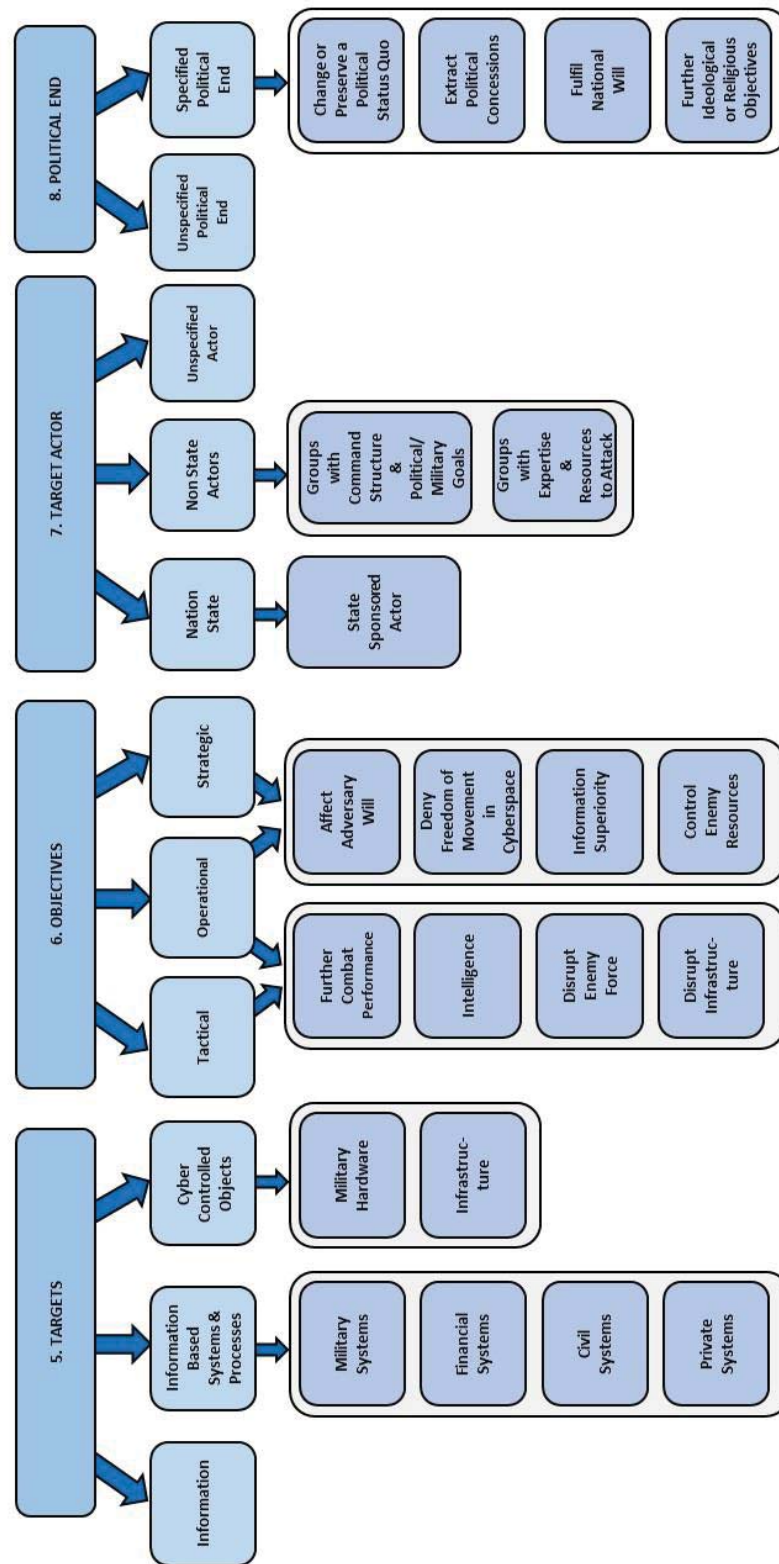 5. TARGETS
Information
Information
Based
Systems &
Processes
Cyber
Controlled
Objects
Military
Systems
Financial
Systems
Civil
Systems
Private
Systems
Military
Hardware
Infrastruc-
ture
6. OBJECTIVES
Tactical
Operational
Strategic
Further
Combat
Performance
Intelligence
Disrupt
Enemy
Force
Disrupt
Infrastruc-
ture
Affect
Adversary
Will
Deny
Freedom of
Movement
in
Cyberspace
Information
Superiority
Control
Enemy
Resources
7. TARGET ACTOR
Nation
State
Non State
Actors
Unspecified
Actor
State
Sponsored
Actor
Groups
with
Command
Structure
&
Political/
Military
Goals
Groups
with
Expertise
&
Resources
to Attack
8. POLITICAL END
Unspecified
Political
End
Specified
Political
End
Change or
Preserve a
Political
Status Quo
Extract
Political
Concessions
Fulfil
National
Will
Further
Ideological
or Religious
Objectives